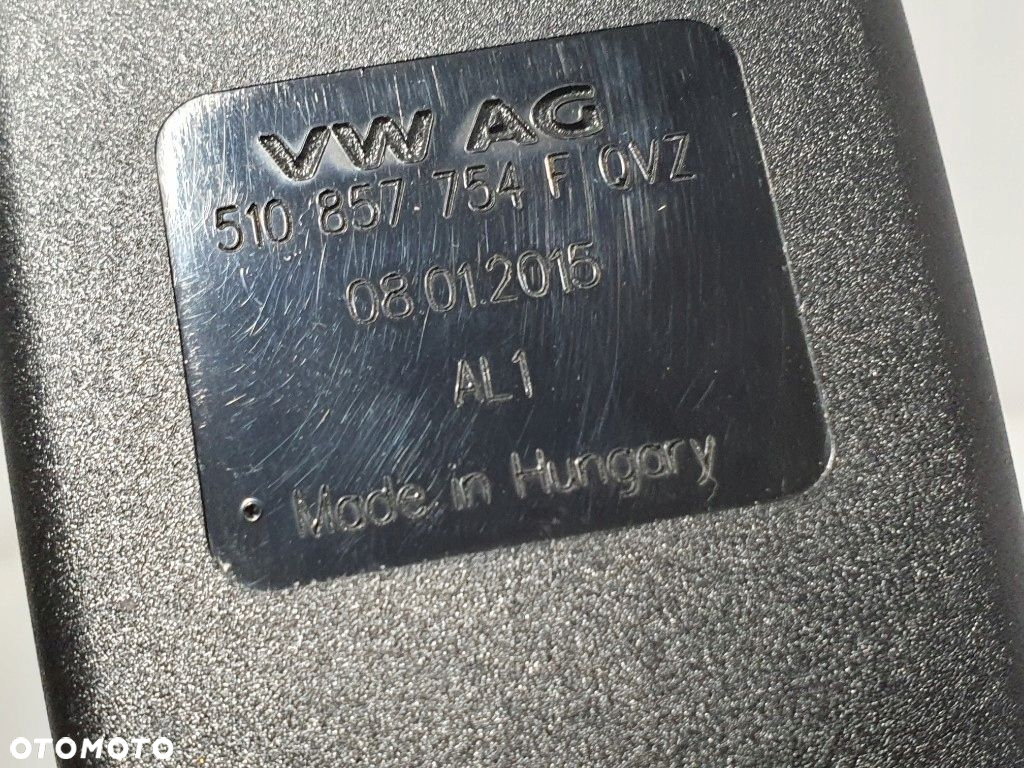 VW AG
510 857 754 F QVZ
08.01.2015
AL1
Made in Hungary
OTOMOTO